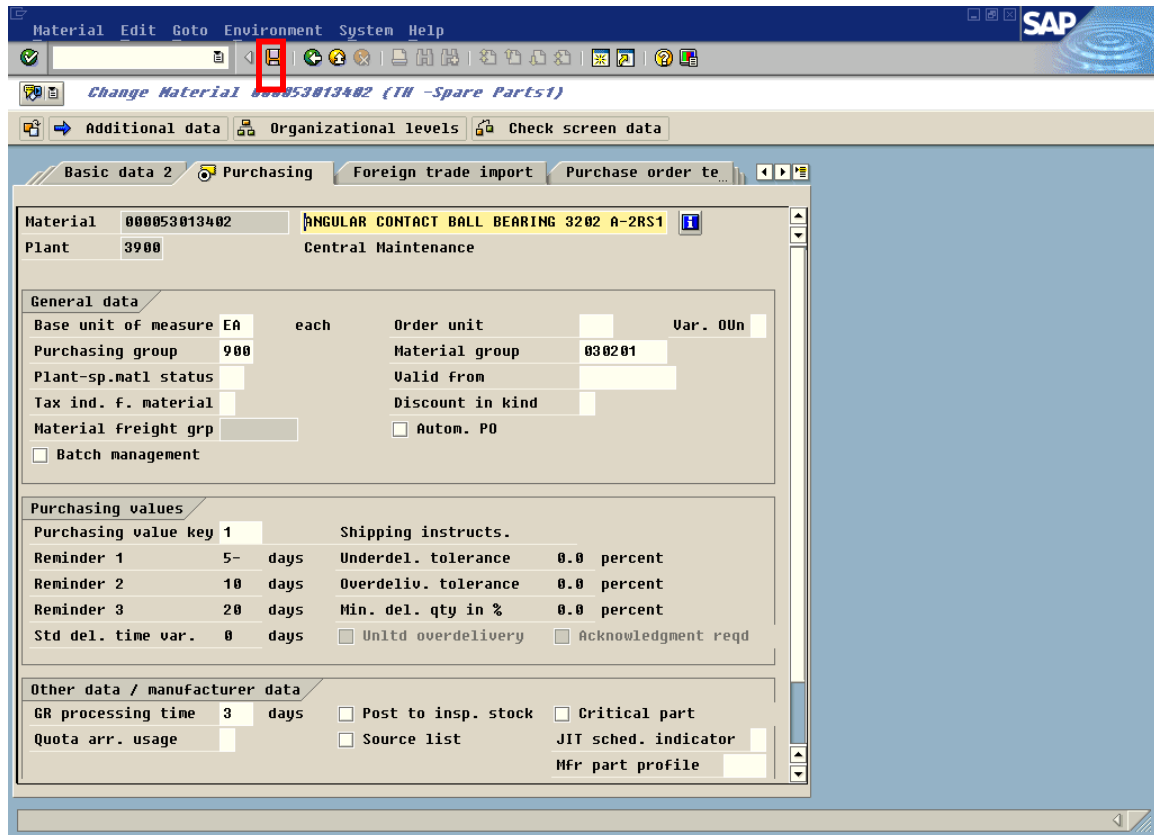 Material Edit Goto Environment System Help
SAP
Change Material 000053013402 (TH -Spare Parts1)
Additional data Organizational levels Check screen data
Basic data 2 Purchasing Foreign trade import Purchase order te
Material 000053013402 ANGULAR CONTACT BALL BEARING 3202 A-2RS1
Plant 3900 Central Maintenance
General data
Base unit of measure EA each Order unit Var. OUn
Purchasing group 900 Material group 030201
Plant-sp.matl status Valid from
Tax ind. f. material Discount in kind
Material freight grp Autom. PO
Batch management
Purchasing values
Purchasing value key 1 Shipping instructs.
Reminder 1 5- days Underdel. tolerance 0.0 percent
Reminder 2 10 days Overdeliv. tolerance 0.0 percent
Reminder 3 20 days Min. del. qty in % 0.0 percent
Std del. time var. 0 days Unltd overdelivery Acknowledgment reqd
Other data / manufacturer data
GR processing time 3 days Post to insp. stock Critical part
Quota arr. usage Source list JIT sched. indicator
Mfr part profile